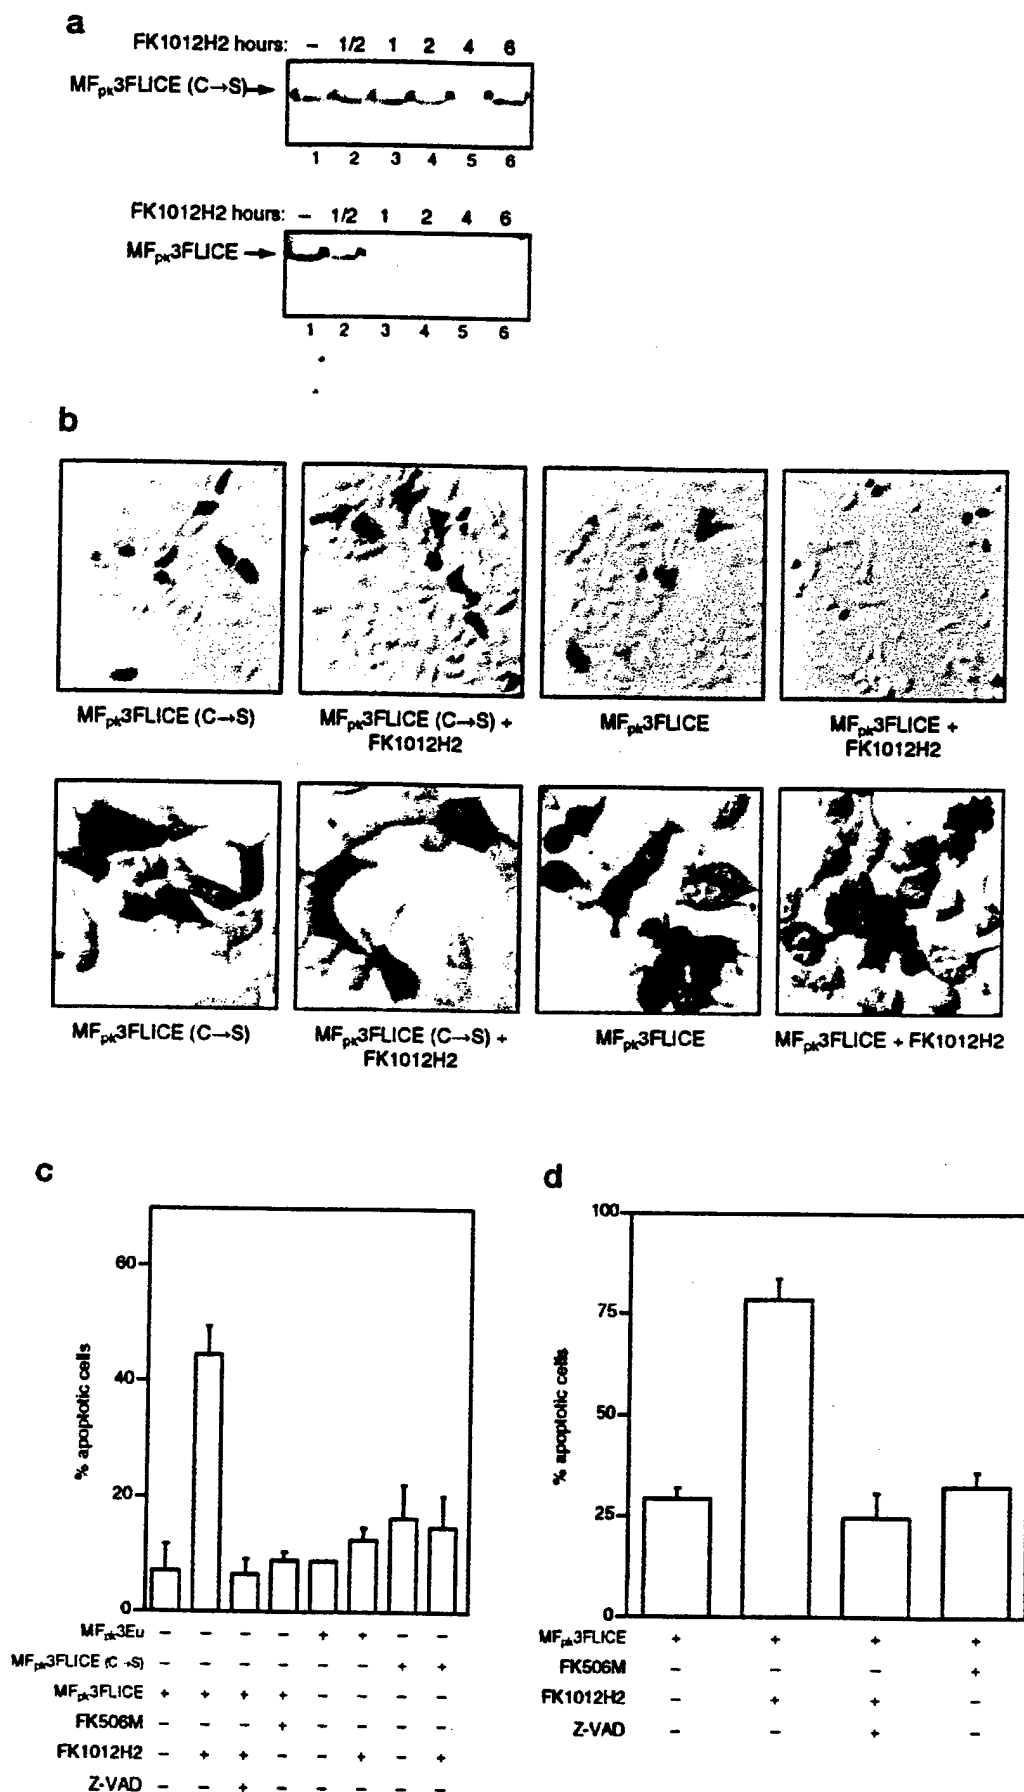 a
FK1012H2 hours: – 1/2 1 2 4 6
MFpk3FLICE (C→S)
1 2 3 4 5 6
FK1012H2 hours: – 1/2 1 2 4 6
MFpk3FLICE
1 2 3 4 5 6
b
MFpk3FLICE (C→S)
MFpk3FLICE (C→S) +
FK1012H2
MFpk3FLICE
MFpk3FLICE +
FK1012H2
MFpk3FLICE (C→S)
MFpk3FLICE (C→S) +
FK1012H2
MFpk3FLICE
MFpk3FLICE + FK1012H2
c
60
40
20
0
% apoptotic cells
MFpk3Eu – – – – + + – –
MFpk3FLICE (C→S) – – – – – – + +
MFpk3FLICE + + + + – – – –
FK506M – – – + – – – –
FK1012H2 – + + – – + – +
Z-VAD – – + – – – – –
d
100
75
50
25
0
% apoptotic cells
MFpk3FLICE + + + +
FK506M – – – +
FK1012H2 – + + –
Z-VAD – – + –